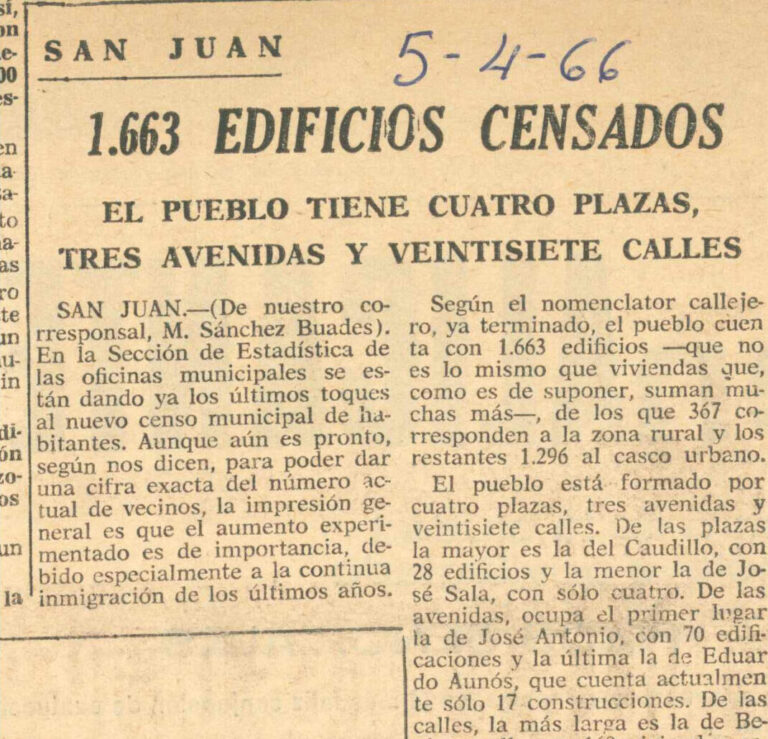 SAN JUAN
5-4-66
1.663 EDIFICIOS CENSADOS
EL PUEBLO TIENE CUATRO PLAZAS,
TRES AVENIDAS Y VEINTISIETE CALLES
SAN JUAN.—(De nuestro co-
rresponsal, M. Sánchez Buades).
En la Sección de Estadística de
las oficinas municipales se es-
tán dando ya los últimos toques
al nuevo censo municipal de ha-
bitantes. Aunque aún es pronto,
según nos dicen, para poder dar
una cifra exacta del número ac-
tual de vecinos, la impresión ge-
neral es que el aumento experi-
mentado es de importancia, de-
bido especialmente a la continua
inmigración de los últimos años.
Según el nomenclator calleje-
ro, ya terminado, el pueblo cuen
ta con 1.663 edificios —que no
es lo mismo que viviendas que,
como es de suponer, suman mu-
chas más—, de los que 367 co-
rresponden a la zona rural y los
restantes 1.296 al casco urbano.
El pueblo está formado por
cuatro plazas, tres avenidas y
veintisiete calles. De las plazas
la mayor es la del Caudillo, con
28 edificios y la menor la de Jo-
sé Sala, con sólo cuatro. De las
avenidas, ocupa el primer lugar
la de José Antonio, con 70 edifi-
caciones y la última la de Eduar
do Aunós, que cuenta actualmen
te sólo 17 construcciones. De las
calles, la más larga es la de Be-